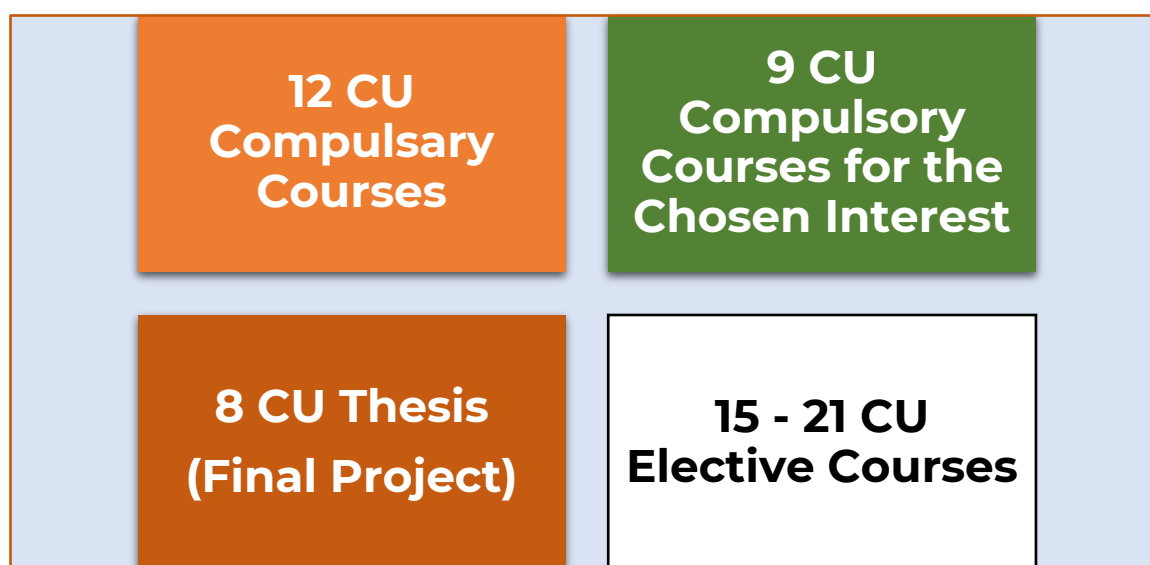 12 CU
Compulsary
Courses
9 CU
Compulsory
Courses for the
Chosen Interest
8 CU Thesis
(Final Project)
15 - 21 CU
Elective Courses